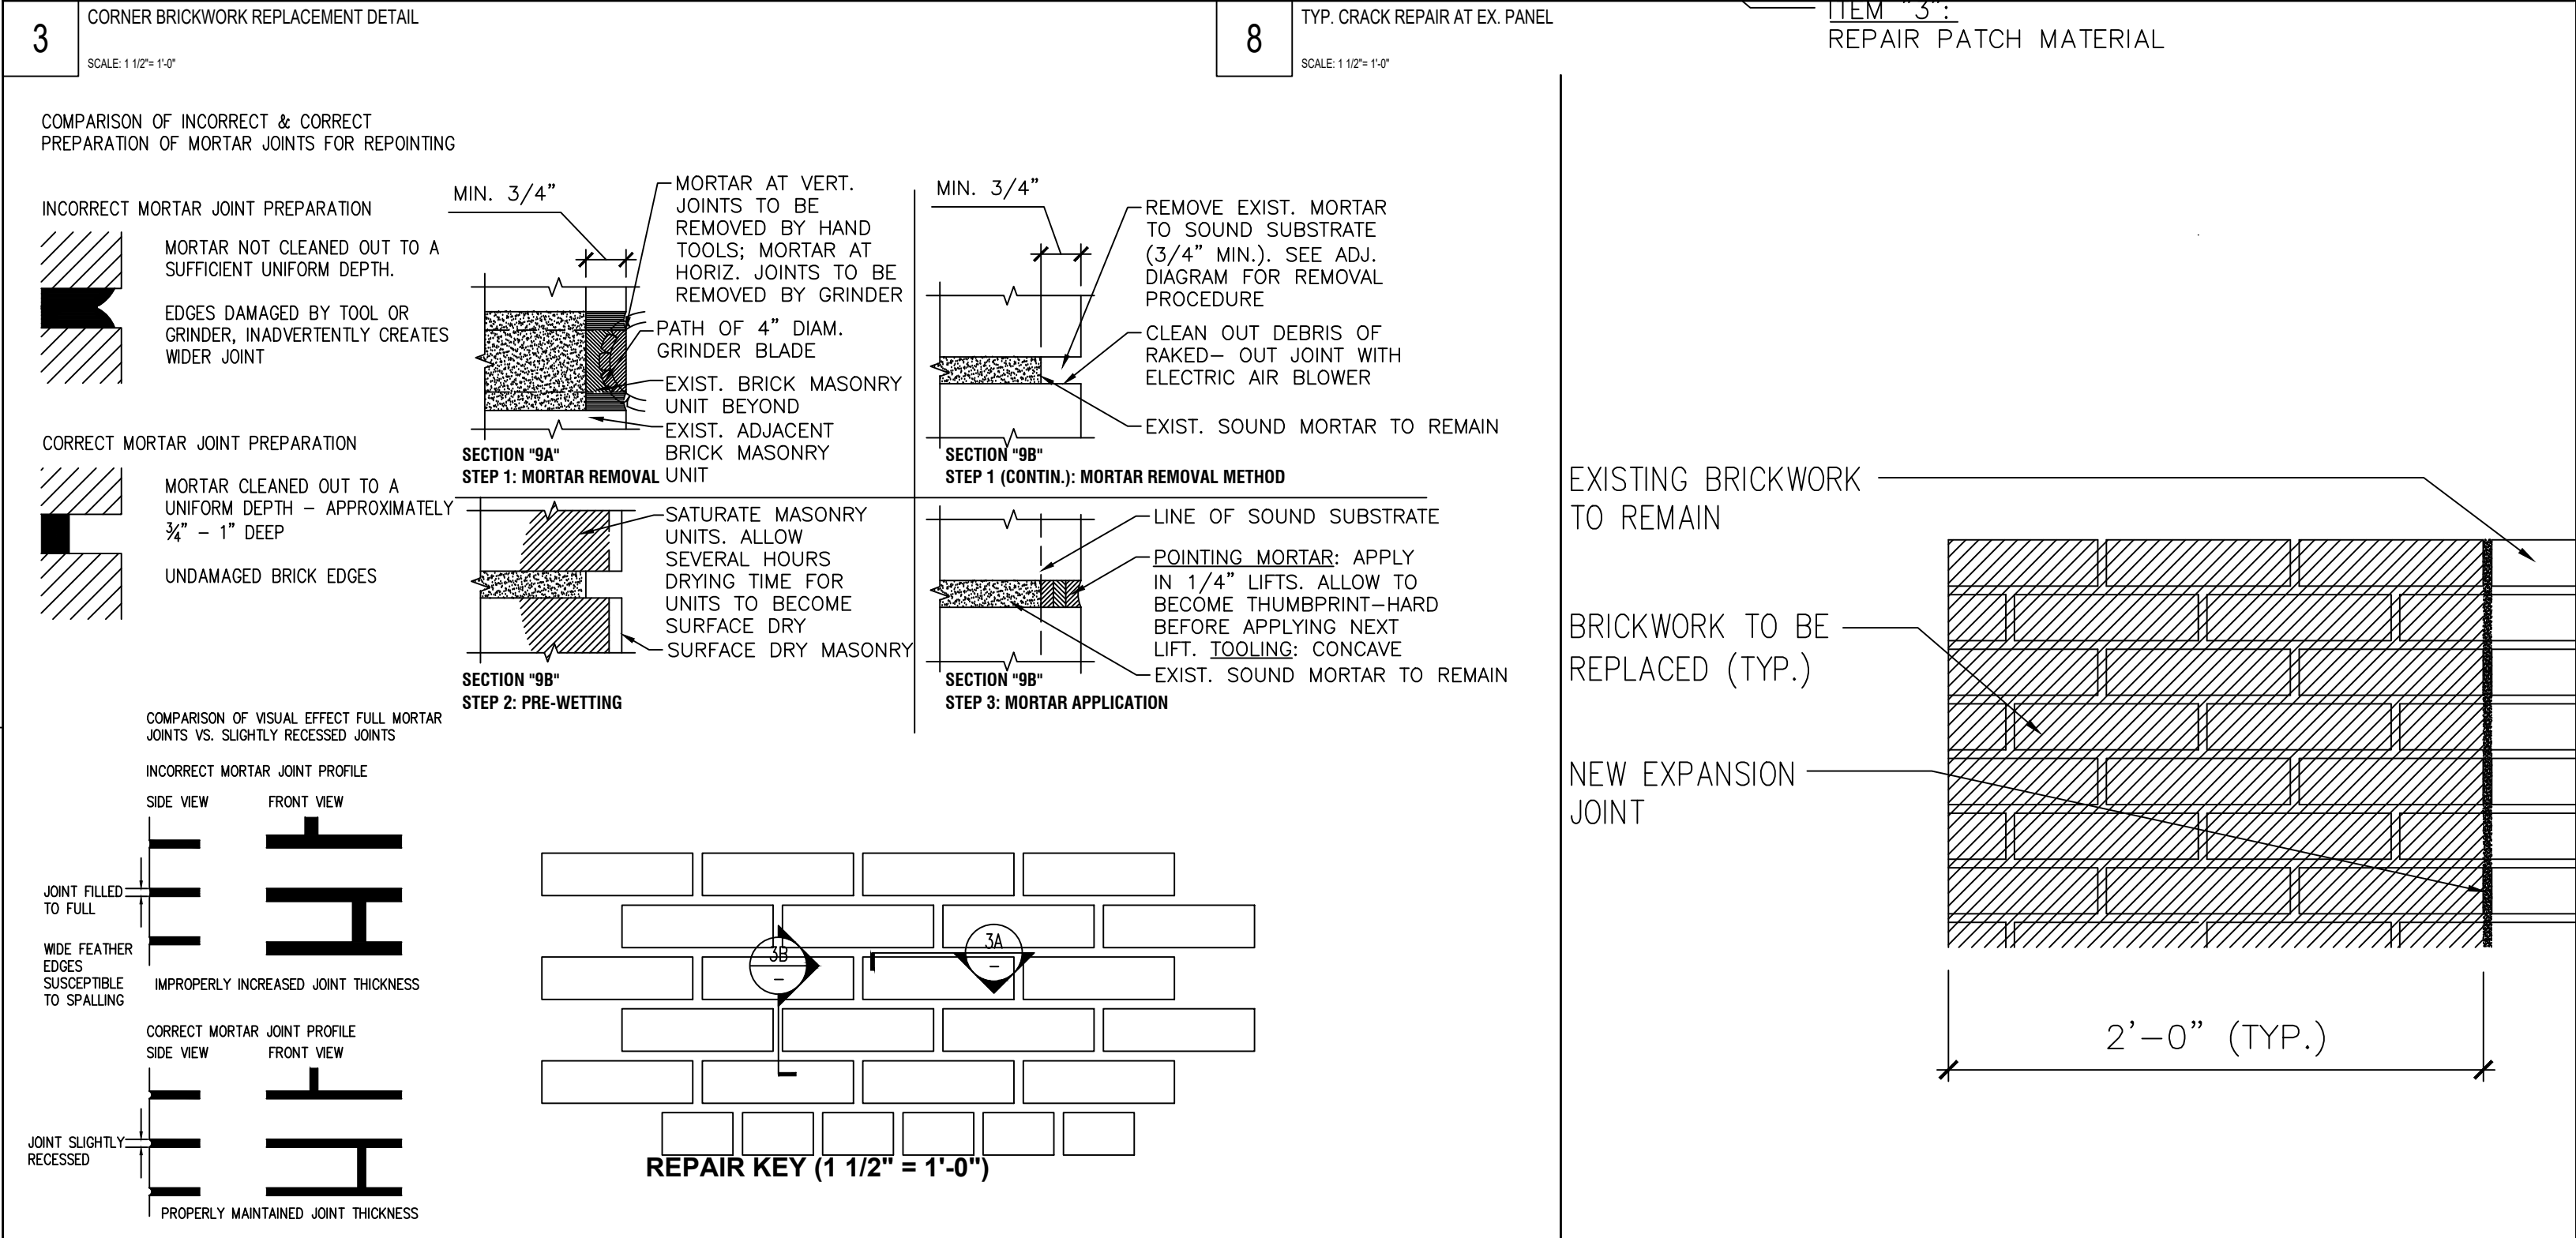 3
CORNER BRICKWORK REPLACEMENT DETAIL
SCALE: 1 1/2"= 1'-0"
8
TYP. CRACK REPAIR AT EX. PANEL
SCALE: 1 1/2"= 1'-0"
ITEM "3":
REPAIR PATCH MATERIAL
COMPARISON OF INCORRECT & CORRECT
PREPARATION OF MORTAR JOINTS FOR REPOINTING
INCORRECT MORTAR JOINT PREPARATION
MORTAR NOT CLEANED OUT TO A
SUFFICIENT UNIFORM DEPTH.
EDGES DAMAGED BY TOOL OR
GRINDER, INADVERTENTLY CREATES
WIDER JOINT
CORRECT MORTAR JOINT PREPARATION
MORTAR CLEANED OUT TO A
UNIFORM DEPTH – APPROXIMATELY
¾" – 1" DEEP
UNDAMAGED BRICK EDGES
MIN. 3/4"
MORTAR AT VERT.
JOINTS TO BE
REMOVED BY HAND
TOOLS; MORTAR AT
HORIZ. JOINTS TO BE
REMOVED BY GRINDER
PATH OF 4" DIAM.
GRINDER BLADE
EXIST. BRICK MASONRY
UNIT BEYOND
EXIST. ADJACENT
BRICK MASONRY
UNIT
SECTION "9A"
STEP 1: MORTAR REMOVAL
MIN. 3/4"
REMOVE EXIST. MORTAR
TO SOUND SUBSTRATE
(3/4" MIN.). SEE ADJ.
DIAGRAM FOR REMOVAL
PROCEDURE
CLEAN OUT DEBRIS OF
RAKED– OUT JOINT WITH
ELECTRIC AIR BLOWER
EXIST. SOUND MORTAR TO REMAIN
SECTION "9B"
STEP 1 (CONTIN.): MORTAR REMOVAL METHOD
SATURATE MASONRY
UNITS. ALLOW
SEVERAL HOURS
DRYING TIME FOR
UNITS TO BECOME
SURFACE DRY
SURFACE DRY MASONRY
SECTION "9B"
STEP 2: PRE-WETTING
LINE OF SOUND SUBSTRATE
POINTING MORTAR: APPLY
IN 1/4" LIFTS. ALLOW TO
BECOME THUMBPRINT–HARD
BEFORE APPLYING NEXT
LIFT. TOOLING: CONCAVE
EXIST. SOUND MORTAR TO REMAIN
SECTION "9B"
STEP 3: MORTAR APPLICATION
COMPARISON OF VISUAL EFFECT FULL MORTAR
JOINTS VS. SLIGHTLY RECESSED JOINTS
INCORRECT MORTAR JOINT PROFILE
SIDE VIEW
FRONT VIEW
JOINT FILLED
TO FULL
WIDE FEATHER
EDGES
SUSCEPTIBLE
TO SPALLING
IMPROPERLY INCREASED JOINT THICKNESS
CORRECT MORTAR JOINT PROFILE
SIDE VIEW
FRONT VIEW
JOINT SLIGHTLY
RECESSED
PROPERLY MAINTAINED JOINT THICKNESS
3B
–
3A
–
REPAIR KEY (1 1/2" = 1'-0")
EXISTING BRICKWORK
TO REMAIN
BRICKWORK TO BE
REPLACED (TYP.)
NEW EXPANSION
JOINT
2'–0" (TYP.)